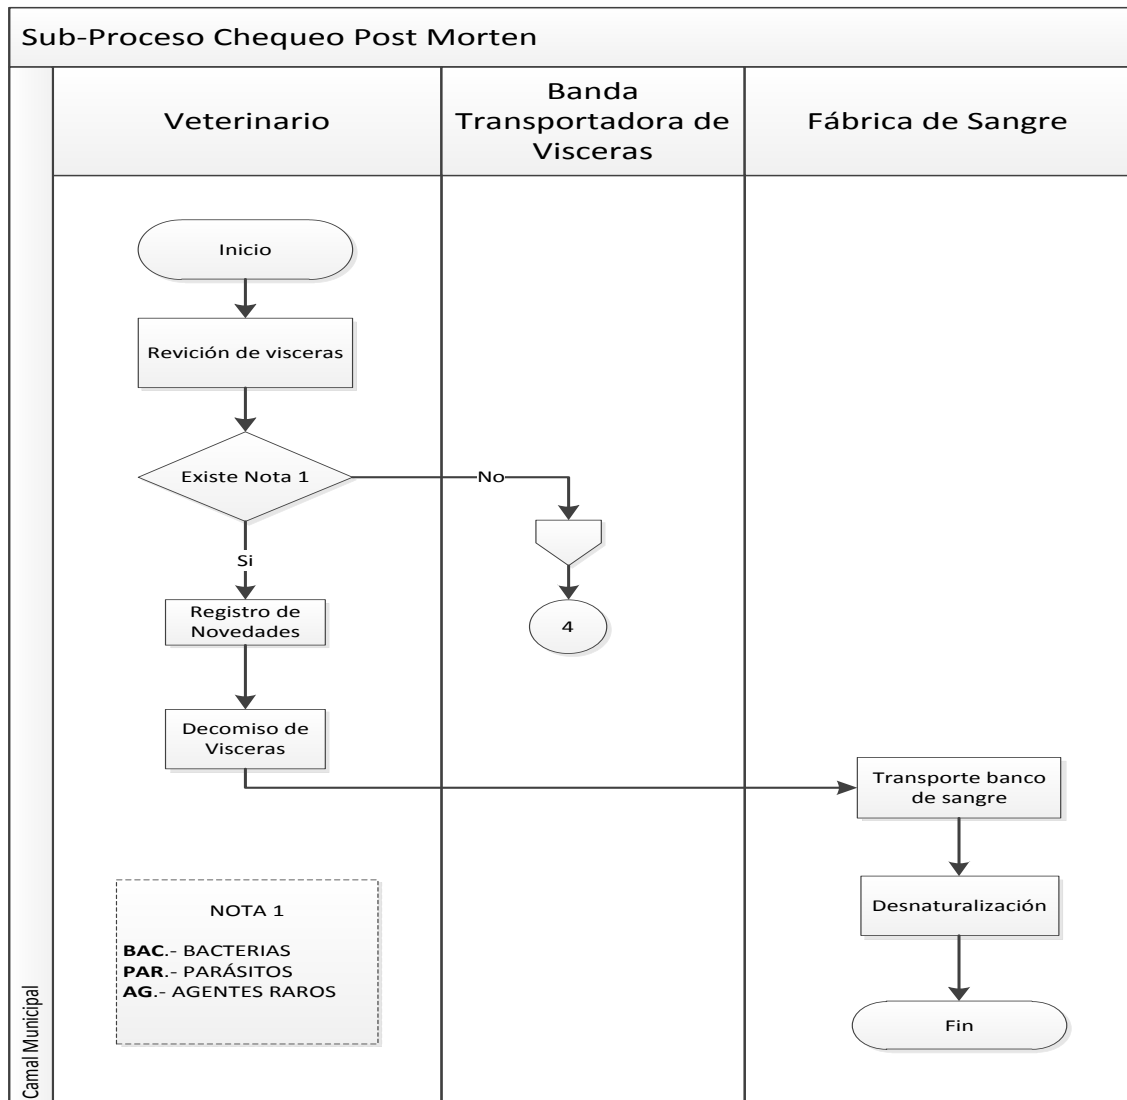 Sub-Proceso Chequeo Post Morten
Veterinario
Banda
Transportadora de
Visceras
Fábrica de Sangre
Inicio
Revición de visceras
Existe Nota 1
No
Si
Registro de
Novedades
4
Decomiso de
Visceras
Transporte banco
de sangre
Desnaturalización
Fin
NOTA 1
BAC.- BACTERIAS
PAR.- PARÁSITOS
AG.- AGENTES RAROS
Camal Municipal